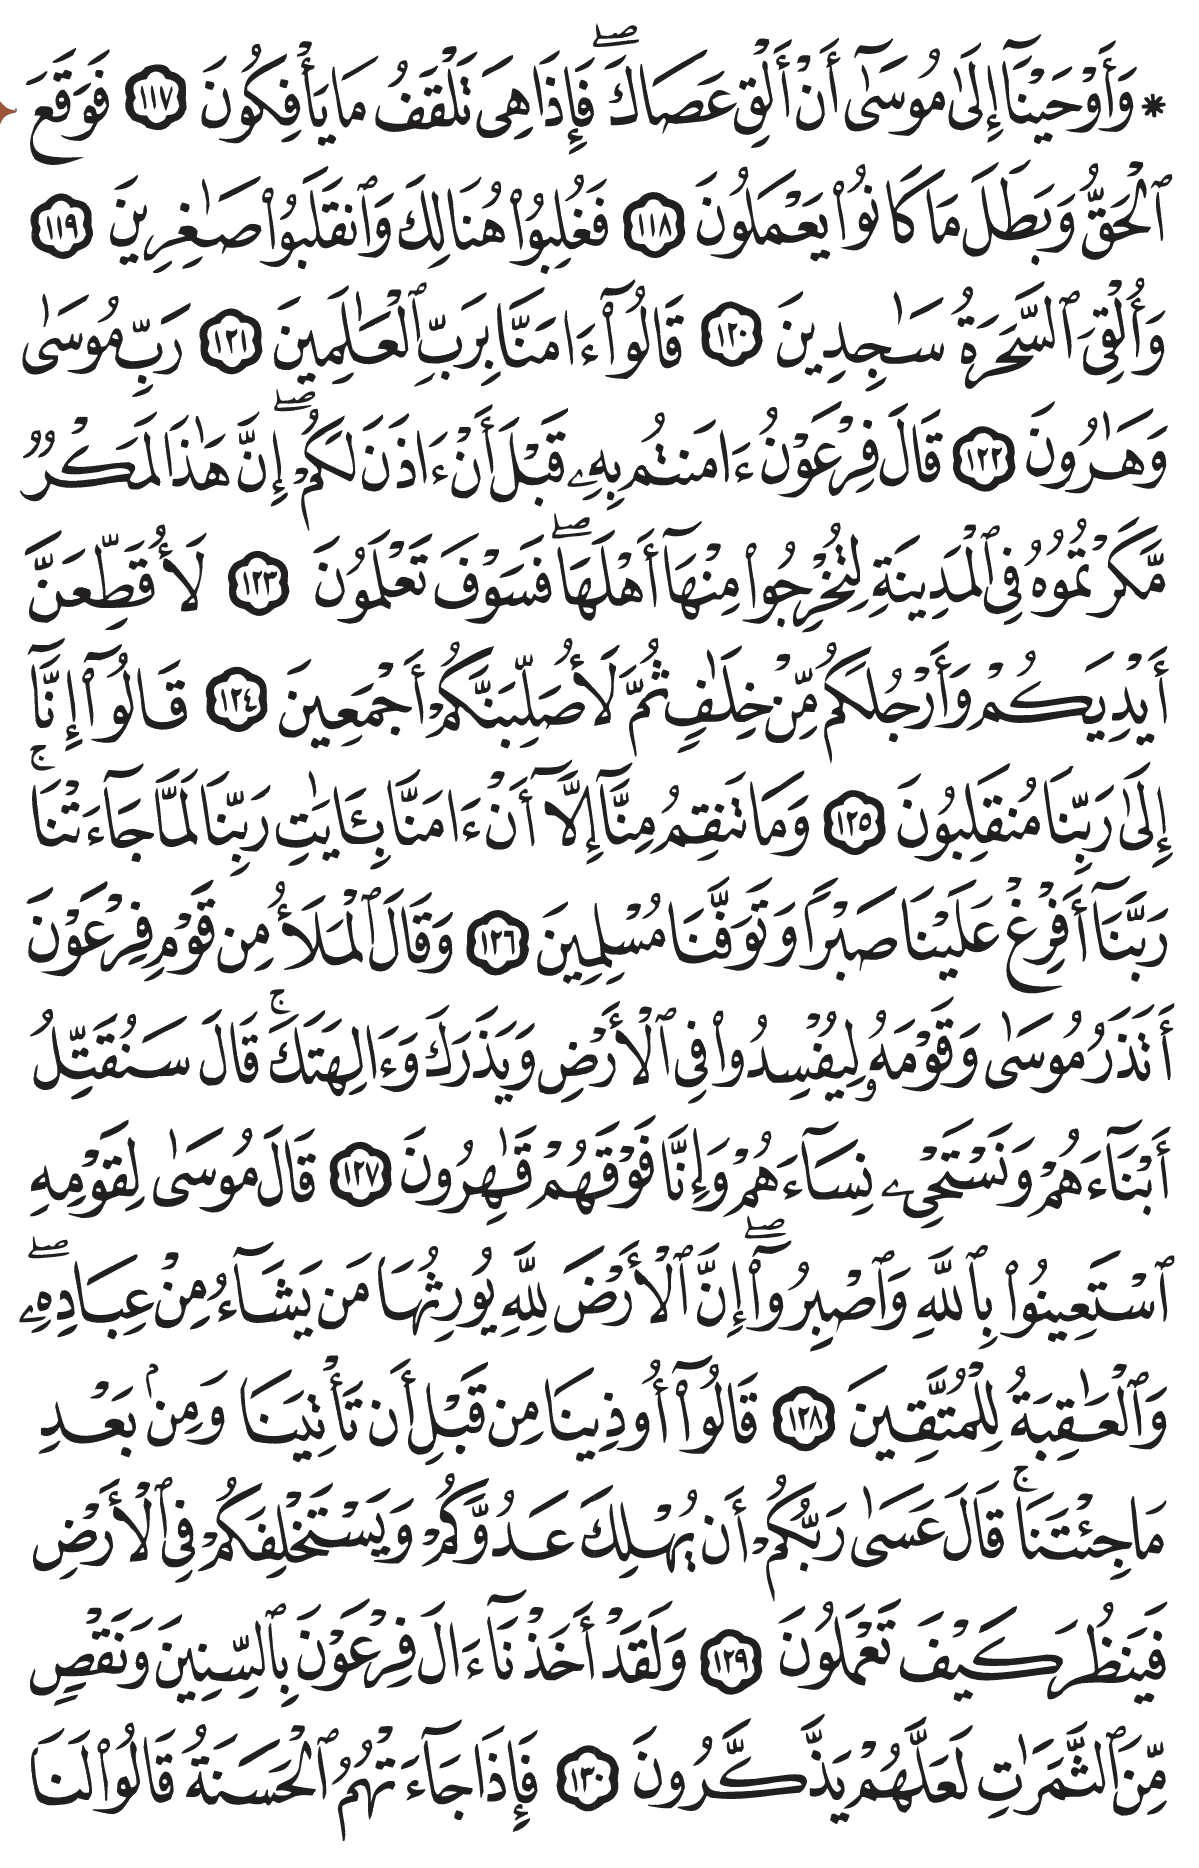 * وَأَوْحَيْنَآ إِلَىٰ مُوسَىٰٓ أَنْ أَلْقِ عَصَاكَۖ فَإِذَا هِىَ تَلْقَفُ مَا يَأْفِكُونَ ١١٧ فَوَقَعَ
ٱلْحَقُّ وَبَطَلَ مَا كَانُوا۟ يَعْمَلُونَ ١١٨ فَغُلِبُوا۟ هُنَالِكَ وَٱنقَلَبُوا۟ صَـٰغِرِينَ ١١٩
وَأُلْقِىَ ٱلسَّحَرَةُ سَـٰجِدِينَ ١٢٠ قَالُوٓا۟ ءَامَنَّا بِرَبِّ ٱلْعَـٰلَمِينَ ١٢١ رَبِّ مُوسَىٰ
وَهَـٰرُونَ ١٢٢ قَالَ فِرْعَوْنُ ءَامَنتُم بِهِۦ قَبْلَ أَنْ ءَاذَنَ لَكُمْۖ إِنَّ هَـٰذَا لَمَكْرٌ
مَّكَرْتُمُوهُ فِى ٱلْمَدِينَةِ لِتُخْرِجُوا۟ مِنْهَآ أَهْلَهَاۖ فَسَوْفَ تَعْلَمُونَ ١٢٣ لَأُقَطِّعَنَّ
أَيْدِيَكُمْ وَأَرْجُلَكُم مِّنْ خِلَـٰفٍ ثُمَّ لَأُصَلِّبَنَّكُمْ أَجْمَعِينَ ١٢٤ قَالُوٓا۟ إِنَّآ
إِلَىٰ رَبِّنَا مُنقَلِبُونَ ١٢٥ وَمَا تَنقِمُ مِنَّآ إِلَّآ أَنْ ءَامَنَّا بِـَٔايَـٰتِ رَبِّنَا لَمَّا جَآءَتْنَاۚ
رَبَّنَآ أَفْرِغْ عَلَيْنَا صَبْرًا وَتَوَفَّنَا مُسْلِمِينَ ١٢٦ وَقَالَ ٱلْمَلَأُ مِن قَوْمِ فِرْعَوْنَ
أَتَذَرُ مُوسَىٰ وَقَوْمَهُۥ لِيُفْسِدُوا۟ فِى ٱلْأَرْضِ وَيَذَرَكَ وَءَالِهَتَكَۚ قَالَ سَنُقَتِّلُ
أَبْنَآءَهُمْ وَنَسْتَحْىِۦ نِسَآءَهُمْ وَإِنَّا فَوْقَهُمْ قَـٰهِرُونَ ١٢٧ قَالَ مُوسَىٰ لِقَوْمِهِ
ٱسْتَعِينُوا۟ بِٱللَّهِ وَٱصْبِرُوٓا۟ۖ إِنَّ ٱلْأَرْضَ لِلَّهِ يُورِثُهَا مَن يَشَآءُ مِنْ عِبَادِهِۦۖ
وَٱلْعَـٰقِبَةُ لِلْمُتَّقِينَ ١٢٨ قَالُوٓا۟ أُوذِينَا مِن قَبْلِ أَن تَأْتِيَنَا وَمِنۢ بَعْدِ
مَا جِئْتَنَاۚ قَالَ عَسَىٰ رَبُّكُمْ أَن يُهْلِكَ عَدُوَّكُمْ وَيَسْتَخْلِفَكُمْ فِى ٱلْأَرْضِ
فَيَنظُرَ كَيْفَ تَعْمَلُونَ ١٢٩ وَلَقَدْ أَخَذْنَآ ءَالَ فِرْعَوْنَ بِٱلسِّنِينَ وَنَقْصٍ
مِّنَ ٱلثَّمَرَٰتِ لَعَلَّهُمْ يَذَّكَّرُونَ ١٣٠ فَإِذَا جَآءَتْهُمُ ٱلْحَسَنَةُ قَالُوا۟ لَنَا